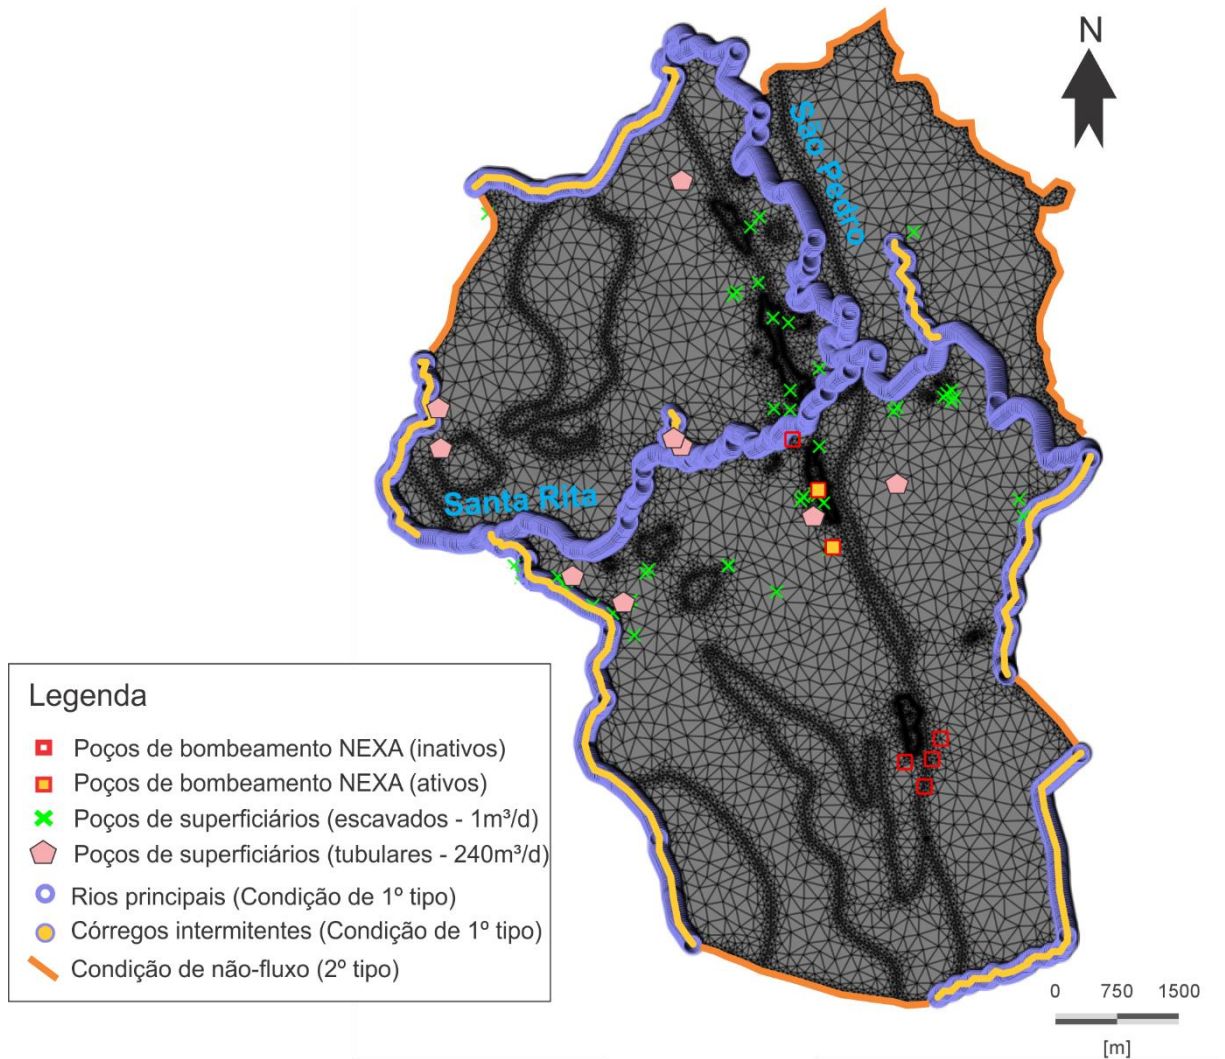 N
São Pedro
Santa Rita
Legenda
Poços de bombeamento NEXA (inativos)
Poços de bombeamento NEXA (ativos)
Poços de superficiários (escavados - 1m³/d)
Poços de superficiários (tubulares - 240m³/d)
Rios principais (Condição de 1º tipo)
Córregos intermitentes (Condição de 1º tipo)
Condição de não-fluxo (2º tipo)
0 750 1500
[m]